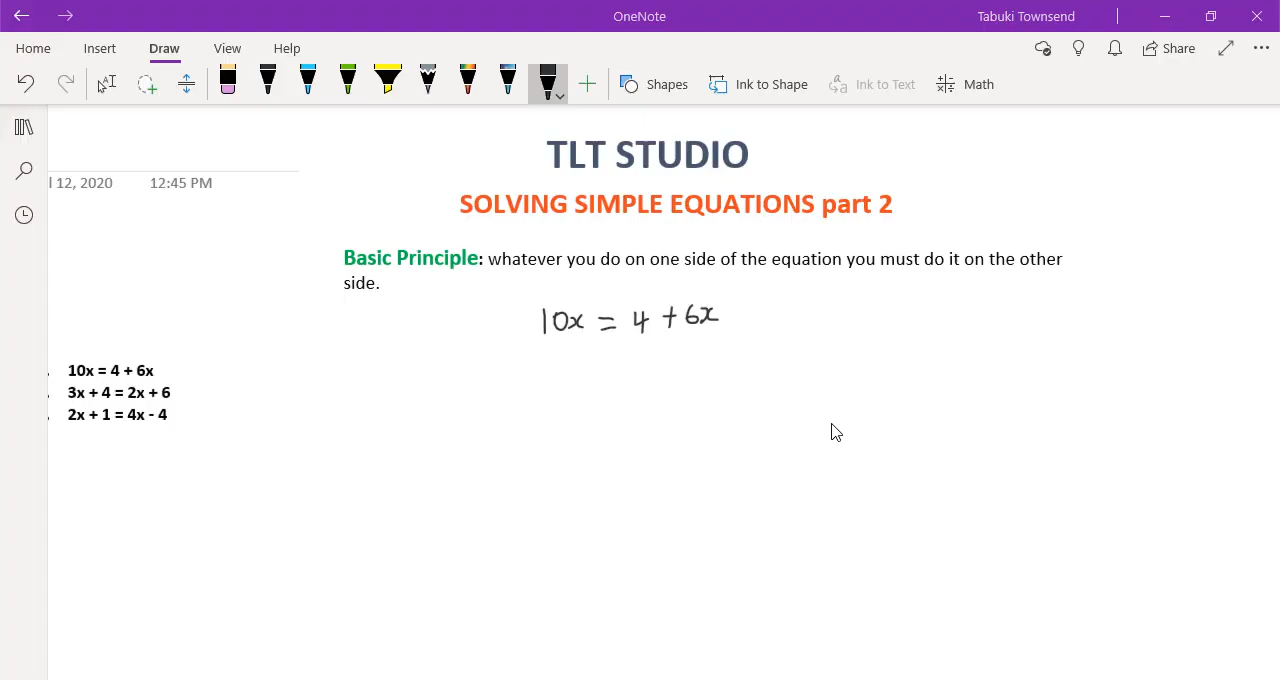 OneNote
Tabuki Townsend
Home Insert Draw View Help
Share
Shapes Ink to Shape Ink to Text Math
TLT STUDIO
l 12, 2020 12:45 PM
SOLVING SIMPLE EQUATIONS part 2
Basic Principle: whatever you do on one side of the equation you must do it on the other
side.
10x = 4 + 6x
10x = 4 + 6x
3x + 4 = 2x + 6
2x + 1 = 4x - 4